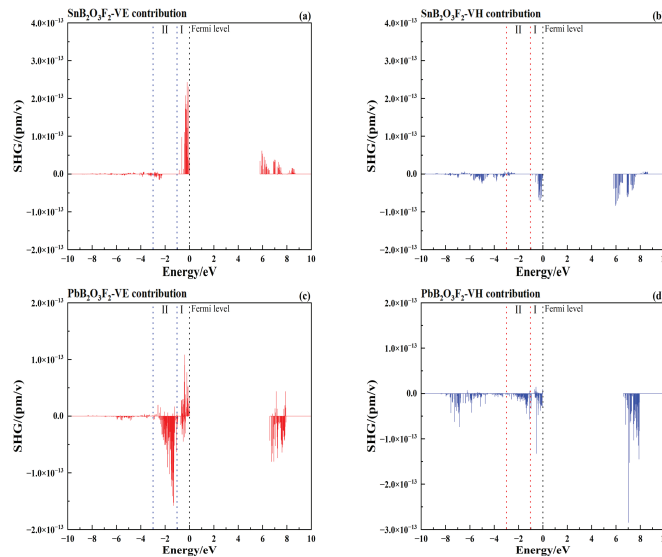 SnB₂O₃F₂-VE contribution (a)
II I Fermi level
4.0×10⁻¹³
3.0×10⁻¹³
2.0×10⁻¹³
1.0×10⁻¹³
0.0
-1.0×10⁻¹³
-2.0×10⁻¹³
SHG/(pm/v)
-10 -8 -6 -4 -2 0 2 4 6 8 10
Energy/eV
SnB₂O₃F₂-VH contribution (b)
II I Fermi level
4.0×10⁻¹³
3.0×10⁻¹³
2.0×10⁻¹³
1.0×10⁻¹³
0.0
-1.0×10⁻¹³
-2.0×10⁻¹³
SHG/(pm/v)
-10 -8 -6 -4 -2 0 2 4 6 8 10
Energy/eV
PbB₂O₃F₂-VE contribution (c)
II I Fermi level
2.0×10⁻¹³
1.0×10⁻¹³
0.0
-1.0×10⁻¹³
-2.0×10⁻¹³
SHG/(pm/v)
-10 -8 -6 -4 -2 0 2 4 6 8 10
Energy/eV
PbB₂O₃F₂-VH contribution (d)
II I Fermi level
2.0×10⁻¹³
1.0×10⁻¹³
0.0
-1.0×10⁻¹³
-2.0×10⁻¹³
-3.0×10⁻¹³
SHG/(pm/v)
-10 -8 -6 -4 -2 0 2 4 6 8 10
Energy/eV